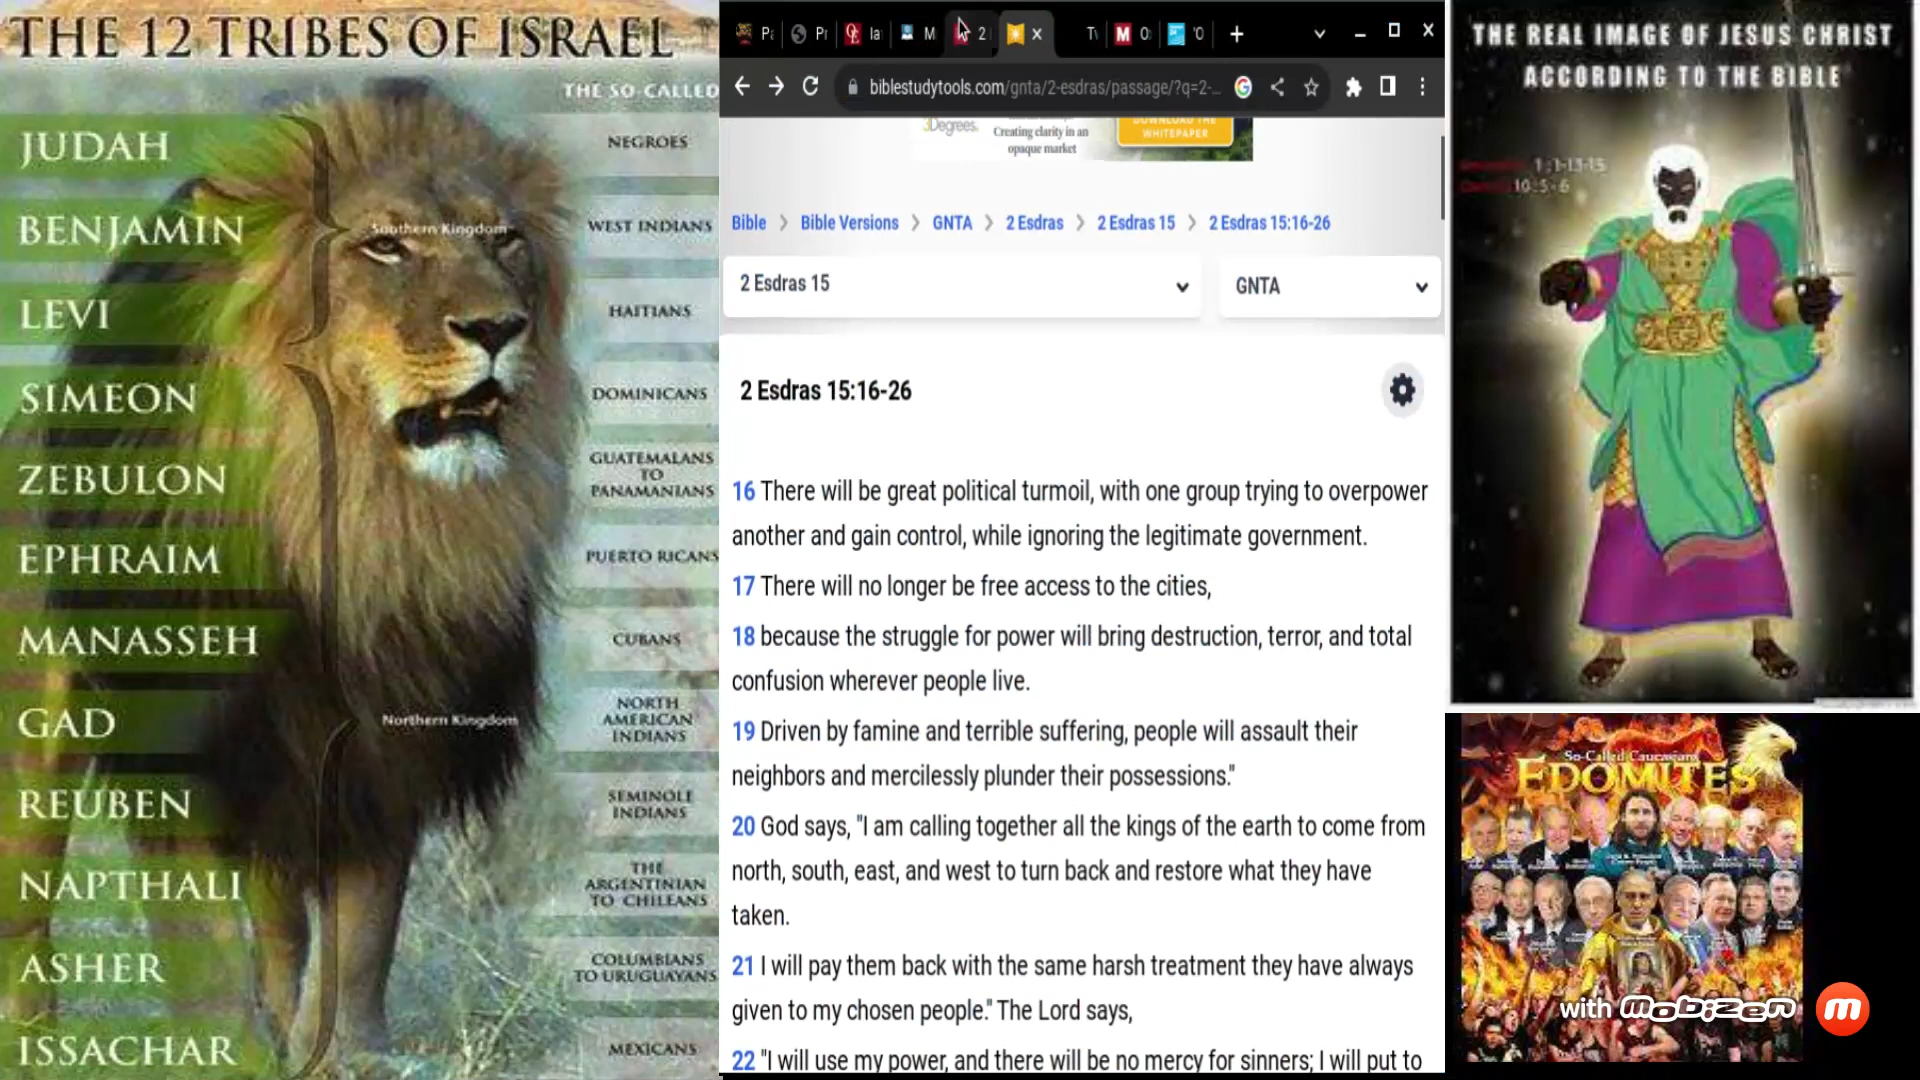 THE 12 TRIBES OF ISRAEL
THE SO-CALLED
JUDAH
NEGROES
BENJAMIN
Southern Kingdom
WEST INDIANS
LEVI
HAITIANS
SIMEON
DOMINICANS
ZEBULON
GUATEMALANS
TO
PANAMANIANS
EPHRAIM
PUERTO RICANS
MANASSEH
CUBANS
GAD
Northern Kingdom
NORTH
AMERICAN
INDIANS
REUBEN
SEMINOLE
INDIANS
NAPTHALI
THE
ARGENTINIAN
TO CHILEANS
ASHER
COLUMBIANS
TO URUGUAYANS
ISSACHAR
MEXICANS
biblestudytools.com/gnta/2-esdras/passage/?q=2-...
3Degrees.
Creating clarity in an
opaque market
DOWNLOAD THE
WHITEPAPER
Bible > Bible Versions > GNTA > 2 Esdras > 2 Esdras 15 > 2 Esdras 15:16-26
2 Esdras 15
GNTA
2 Esdras 15:16-26
16 There will be great political turmoil, with one group trying to overpower
another and gain control, while ignoring the legitimate government.
17 There will no longer be free access to the cities,
18 because the struggle for power will bring destruction, terror, and total
confusion wherever people live.
19 Driven by famine and terrible suffering, people will assault their
neighbors and mercilessly plunder their possessions."
20 God says, "I am calling together all the kings of the earth to come from
north, south, east, and west to turn back and restore what they have
taken.
21 I will pay them back with the same harsh treatment they have always
given to my chosen people." The Lord says,
22 "I will use my power, and there will be no mercy for sinners; I will put to
THE REAL IMAGE OF JESUS CHRIST
ACCORDING TO THE BIBLE
1:1-13-15
10:5-6
So-Called Caucasians
EDOMITES
with mobizen